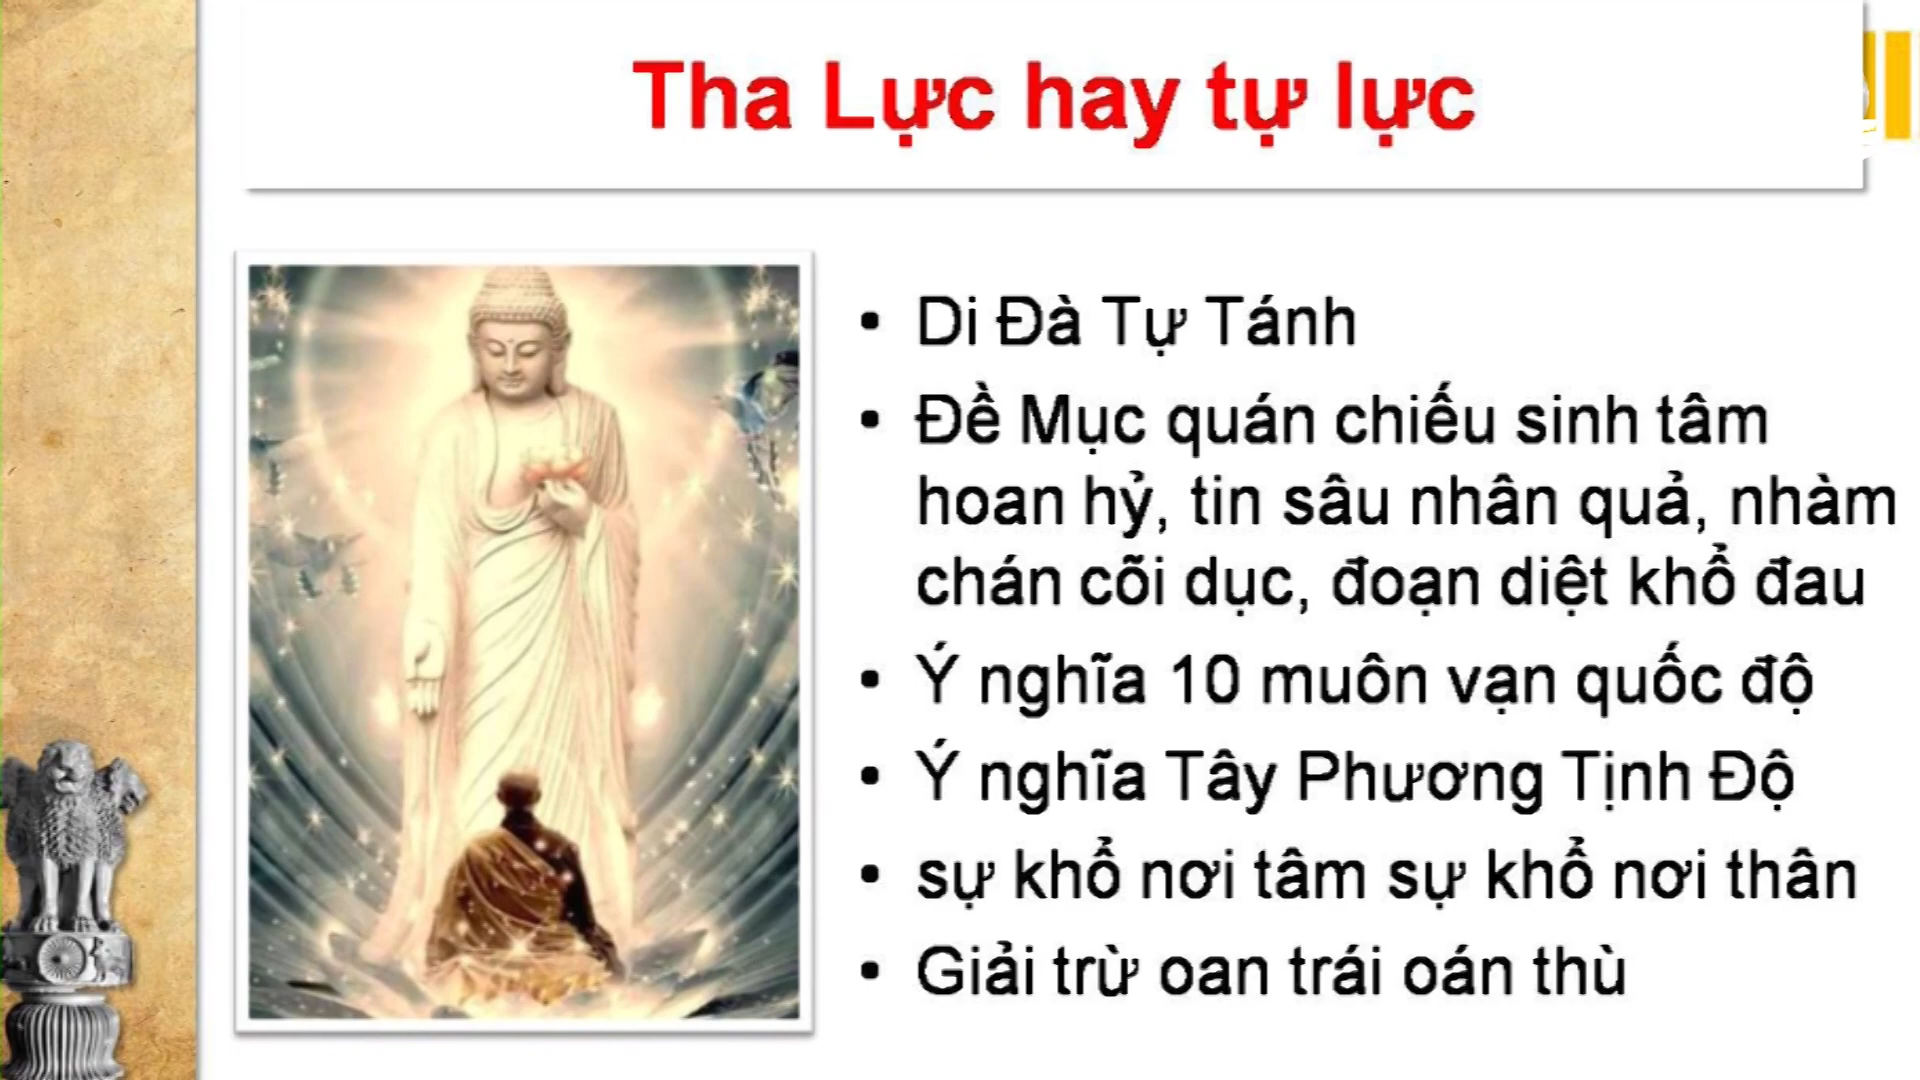 Tha Lực hay tự lực
• Di Đà Tự Tánh
• Đề Mục quán chiếu sinh tâm
hoan hỷ, tin sâu nhân quả, nhàm
chán cõi dục, đoạn diệt khổ đau
• Ý nghĩa 10 muôn vạn quốc độ
• Ý nghĩa Tây Phương Tịnh Độ
• sự khổ nơi tâm sự khổ nơi thân
• Giải trừ oan trái oán thù